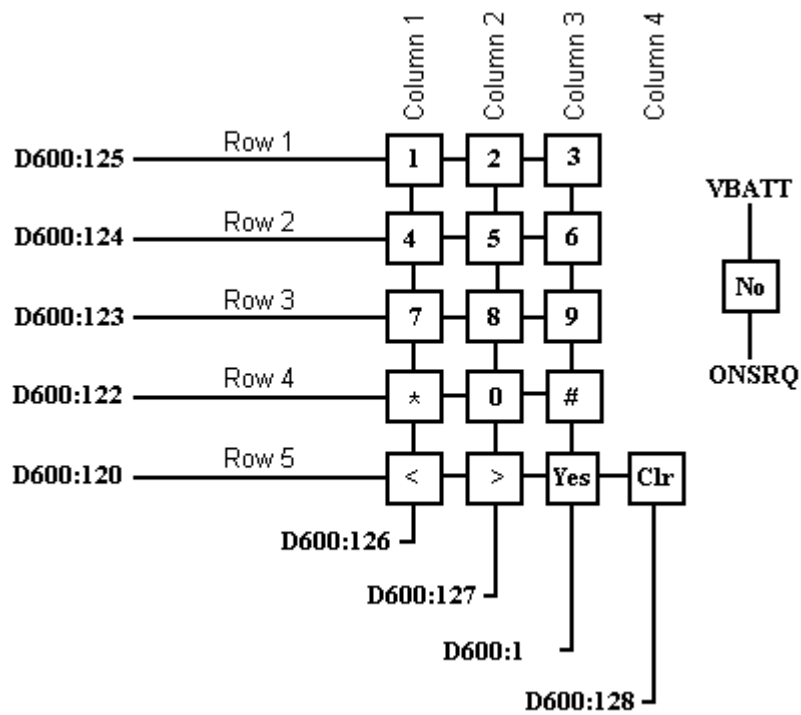 Column 1
Column 2
Column 3
Column 4
D600:125 Row 1 1 2 3
D600:124 Row 2 4 5 6
D600:123 Row 3 7 8 9
D600:122 Row 4 * 0 #
D600:120 Row 5 < > Yes Clr
D600:126
D600:127
D600:1
D600:128
VBATT
No
ONSRQ